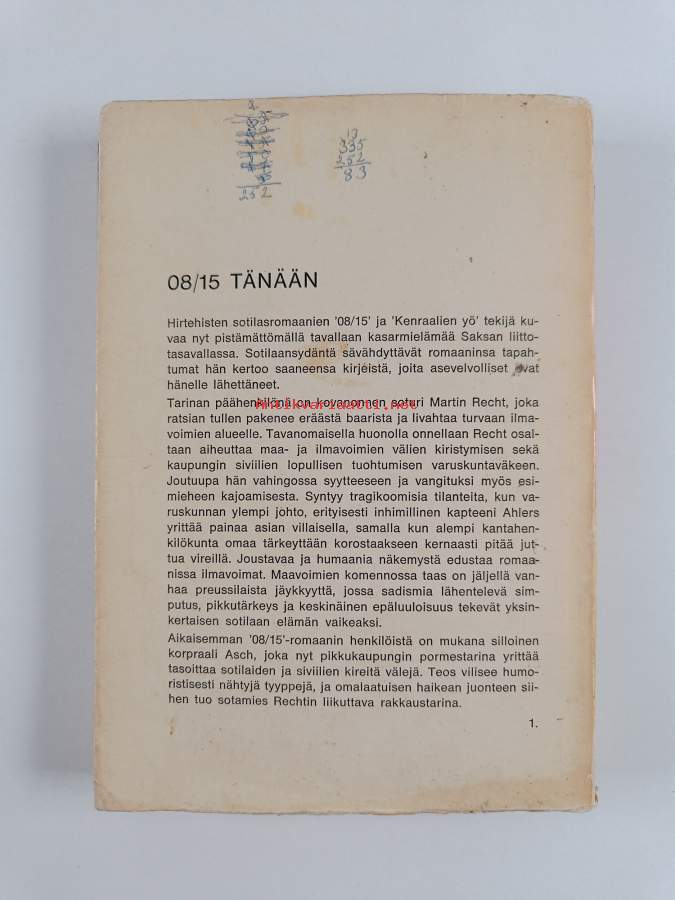 13
335
252
83
252
08/15 TÄNÄÄN
Hirtehisten sotilasromaanien '08/15' ja 'Kenraalien yö' tekijä ku-
vaa nyt pistämättömällä tavallaan kasarmielämää Saksan liitto-
tasavallassa. Sotilaansydäntä sävähdyttävät romaaninsa tapah-
tumat hän kertoo saaneensa kirjeistä, joita asevelvolliset ovat
hänelle lähettäneet.
Tarinan päähenkilönä on kovaonnen soturi Martin Recht, joka
Antikvariaatti.net
ratsian tullen pakenee eräästä baarista ja livahtaa turvaan ilma-
voimien alueelle. Tavanomaisella huonolla onnellaan Recht osal-
taan aiheuttaa maa- ja ilmavoimien välien kiristymisen sekä
kaupungin siviilien lopullisen tuohtumisen varuskuntaväkeen.
Joutuupa hän vahingossa syytteeseen ja vangituksi myös esi-
mieheen kajoamisesta. Syntyy tragikoomisia tilanteita, kun va-
ruskunnan ylempi johto, erityisesti inhimillinen kapteeni Ahlers
yrittää painaa asian villaisella, samalla kun alempi kantahen-
kilökunta omaa tärkeyttään korostaakseen kernaasti pitää jut-
tua vireillä. Joustavaa ja humaania näkemystä edustaa romaa-
nissa ilmavoimat. Maavoimien komennossa taas on jäljellä van-
haa preussilaista jäykkyyttä, jossa sadismia lähentelevä sim-
putus, pikkutärkeys ja keskinäinen epäluuloisuus tekevät yksin-
kertaisen sotilaan elämän vaikeaksi.
Aikaisemman '08/15'-romaanin henkilöistä on mukana silloinen
korpraali Asch, joka nyt pikkukaupungin pormestarina yrittää
tasoittaa sotilaiden ja siviilien kireitä välejä. Teos vilisee humo-
ristisesti nähtyjä tyyppejä, ja omalaatuisen haikean juonteen sii-
hen tuo sotamies Rechtin liikuttava rakkaustarina.
1.